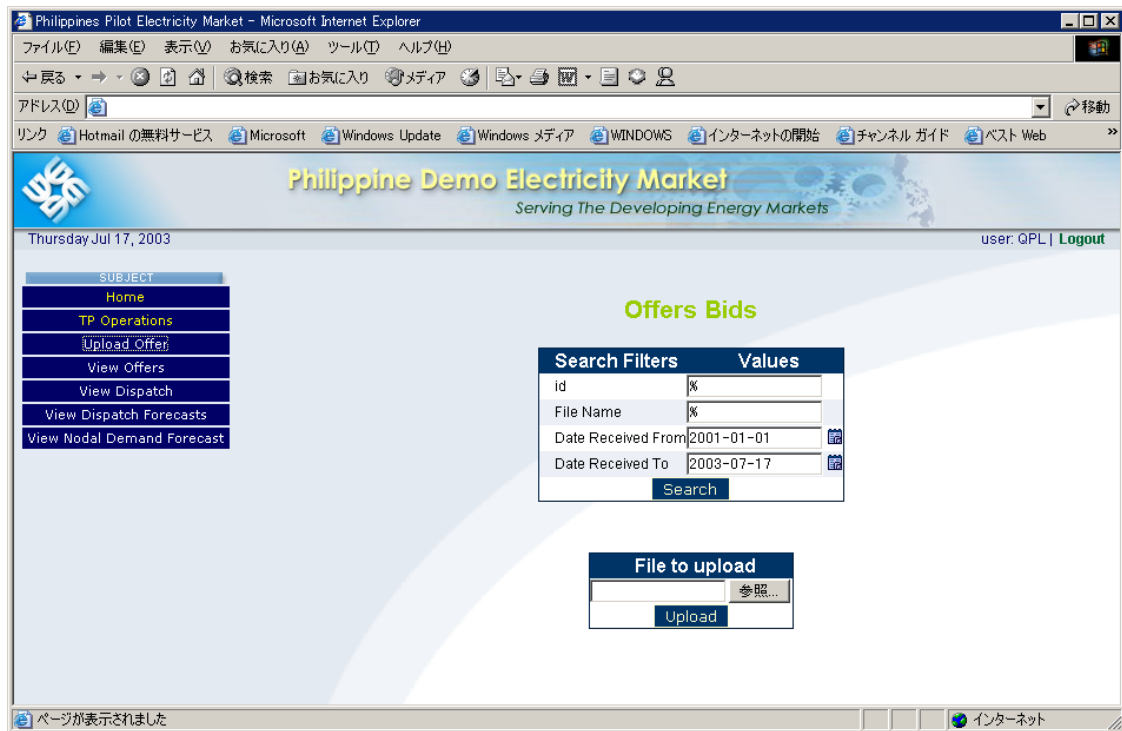 Philippines Pilot Electricity Market - Microsoft Internet Explorer
ファイル(F) 編集(E) 表示(V) お気に入り(A) ツール(T) ヘルプ(H)
戻る 検索 お気に入り メディア
アドレス(D) 移動
リンク Hotmail の無料サービス Microsoft Windows Update Windows メディア WINDOWS インターネットの開始 チャンネル ガイド ベスト Web »
Philippine Demo Electricity Market
Serving The Developing Energy Markets
Thursday Jul 17, 2003 user: QPL | Logout
SUBJECT
Home
TP Operations
Upload Offer
View Offers
View Dispatch
View Dispatch Forecasts
View Nodal Demand Forecast
Offers Bids
Search Filters Values
id %
File Name %
Date Received From 2001-01-01
Date Received To 2003-07-17
Search
File to upload
参照...
Upload
ページが表示されました インターネット